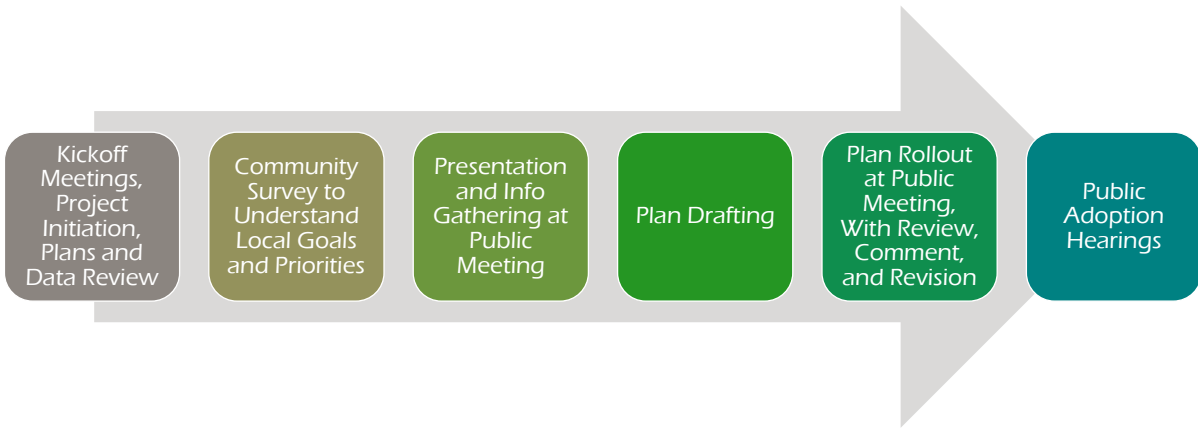 Kickoff
Meetings,
Project
Initiation,
Plans and
Data Review
Community
Survey to
Understand
Local Goals
and Priorities
Presentation
and Info
Gathering at
Public
Meeting
Plan Drafting
Plan Rollout
at Public
Meeting,
With Review,
Comment,
and Revision
Public
Adoption
Hearings